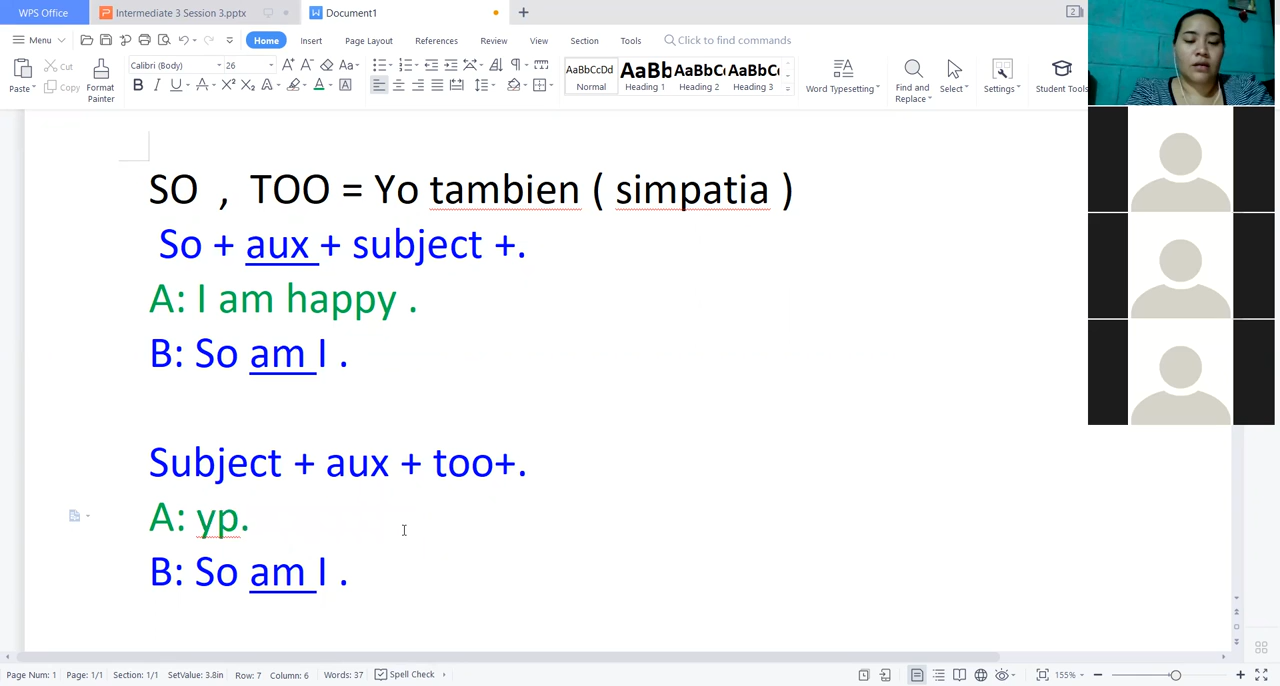 WPS Office
Intermediate 3 Session 3.pptx
Document1
2
Menu
Home
Insert
Page Layout
References
Review
View
Section
Tools
Click to find commands
Paste
Cut
Copy
Format Painter
Calibri (Body)
26
AaBbCcDd
Normal
AaBb
Heading 1
AaBbC
Heading 2
AaBbC
Heading 3
Word Typesetting
Find and Replace
Select
Settings
Student Tools
SO , TOO = Yo tambien ( simpatia )
So + aux + subject +.
A: I am happy .
B: So am I .
Subject + aux + too+.
A: yp.
B: So am I .
Page Num: 1 Page: 1/1 Section: 1/1 SetValue: 3.8in Row: 7 Column: 6 Words: 37 Spell Check
155%